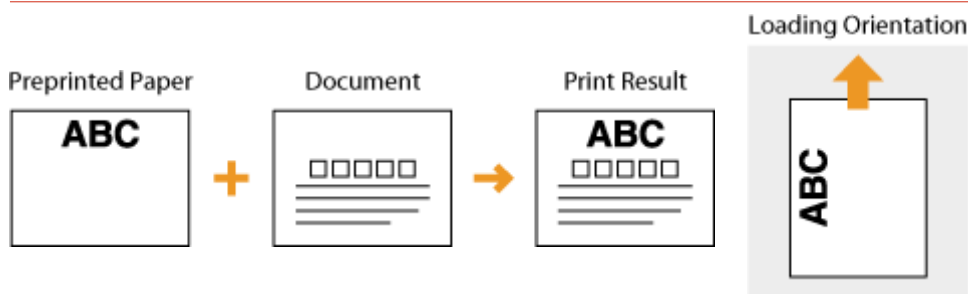 Loading Orientation
Preprinted Paper
Document
Print Result
ABC
ABC
ABC